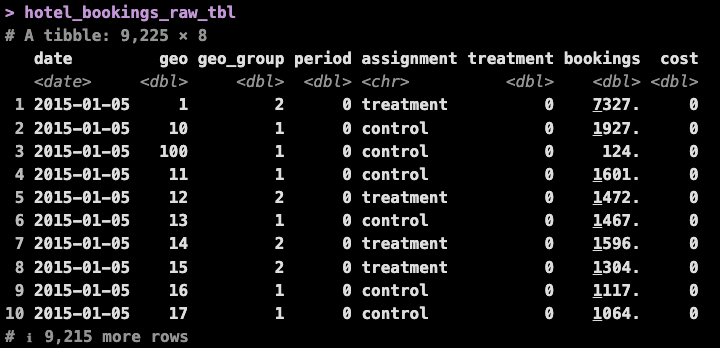 > hotel_bookings_raw_tbl
# A tibble: 9,225 × 8
date geo geo_group period assignment treatment bookings cost
<date> <dbl> <dbl> <dbl> <chr> <dbl> <dbl> <dbl>
1 2015-01-05 1 2 0 treatment 0 7327. 0
2 2015-01-05 10 1 0 control 0 1927. 0
3 2015-01-05 100 1 0 control 0 124. 0
4 2015-01-05 11 1 0 control 0 1601. 0
5 2015-01-05 12 2 0 treatment 0 1472. 0
6 2015-01-05 13 1 0 control 0 1467. 0
7 2015-01-05 14 2 0 treatment 0 1596. 0
8 2015-01-05 15 2 0 treatment 0 1304. 0
9 2015-01-05 16 1 0 control 0 1117. 0
10 2015-01-05 17 1 0 control 0 1064. 0
# ℹ 9,215 more rows